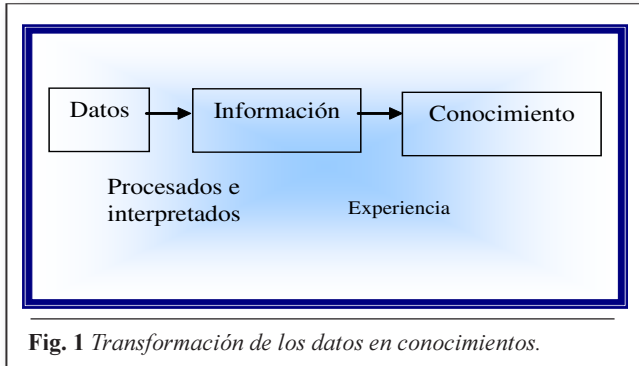 Datos
Información
Conocimiento
Procesados e
interpretados
Experiencia
Fig. 1 Transformación de los datos en conocimientos.